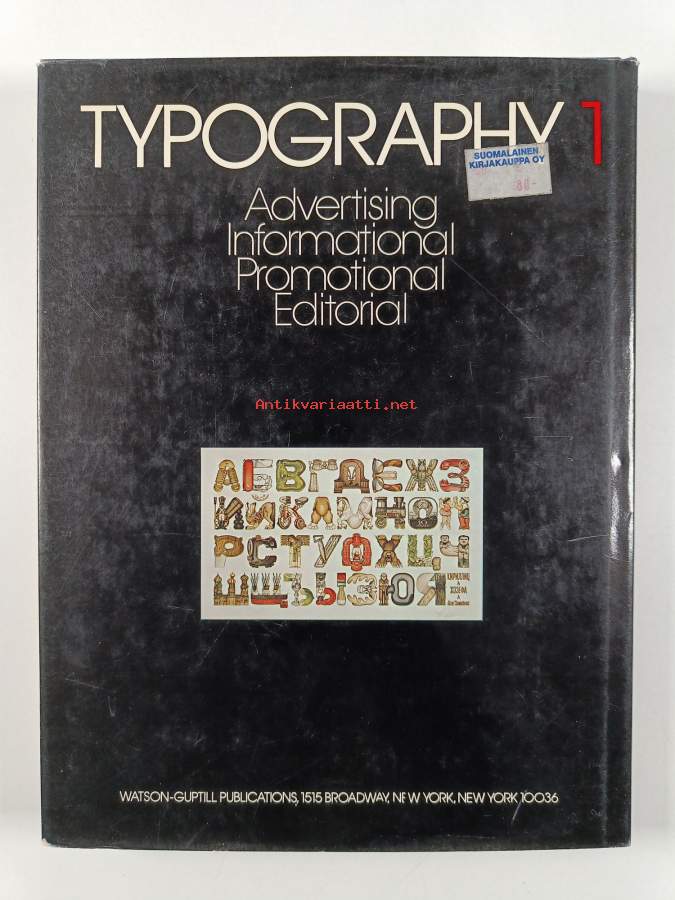 TYPOGRAPHY 1
SUOMALAINEN
KIRJAKAUPPA OY
Advertising
Informational
Promotional
Editorial
Antikvariaatti.net
АБВГДЕЖЗ
ИЙКЛМНОП
РСТУФХЦЧ
ШЩЪЫЬЭЮЯ
WATSON-GUPTILL PUBLICATIONS, 1515 BROADWAY, NEW YORK, NEW YORK 10036